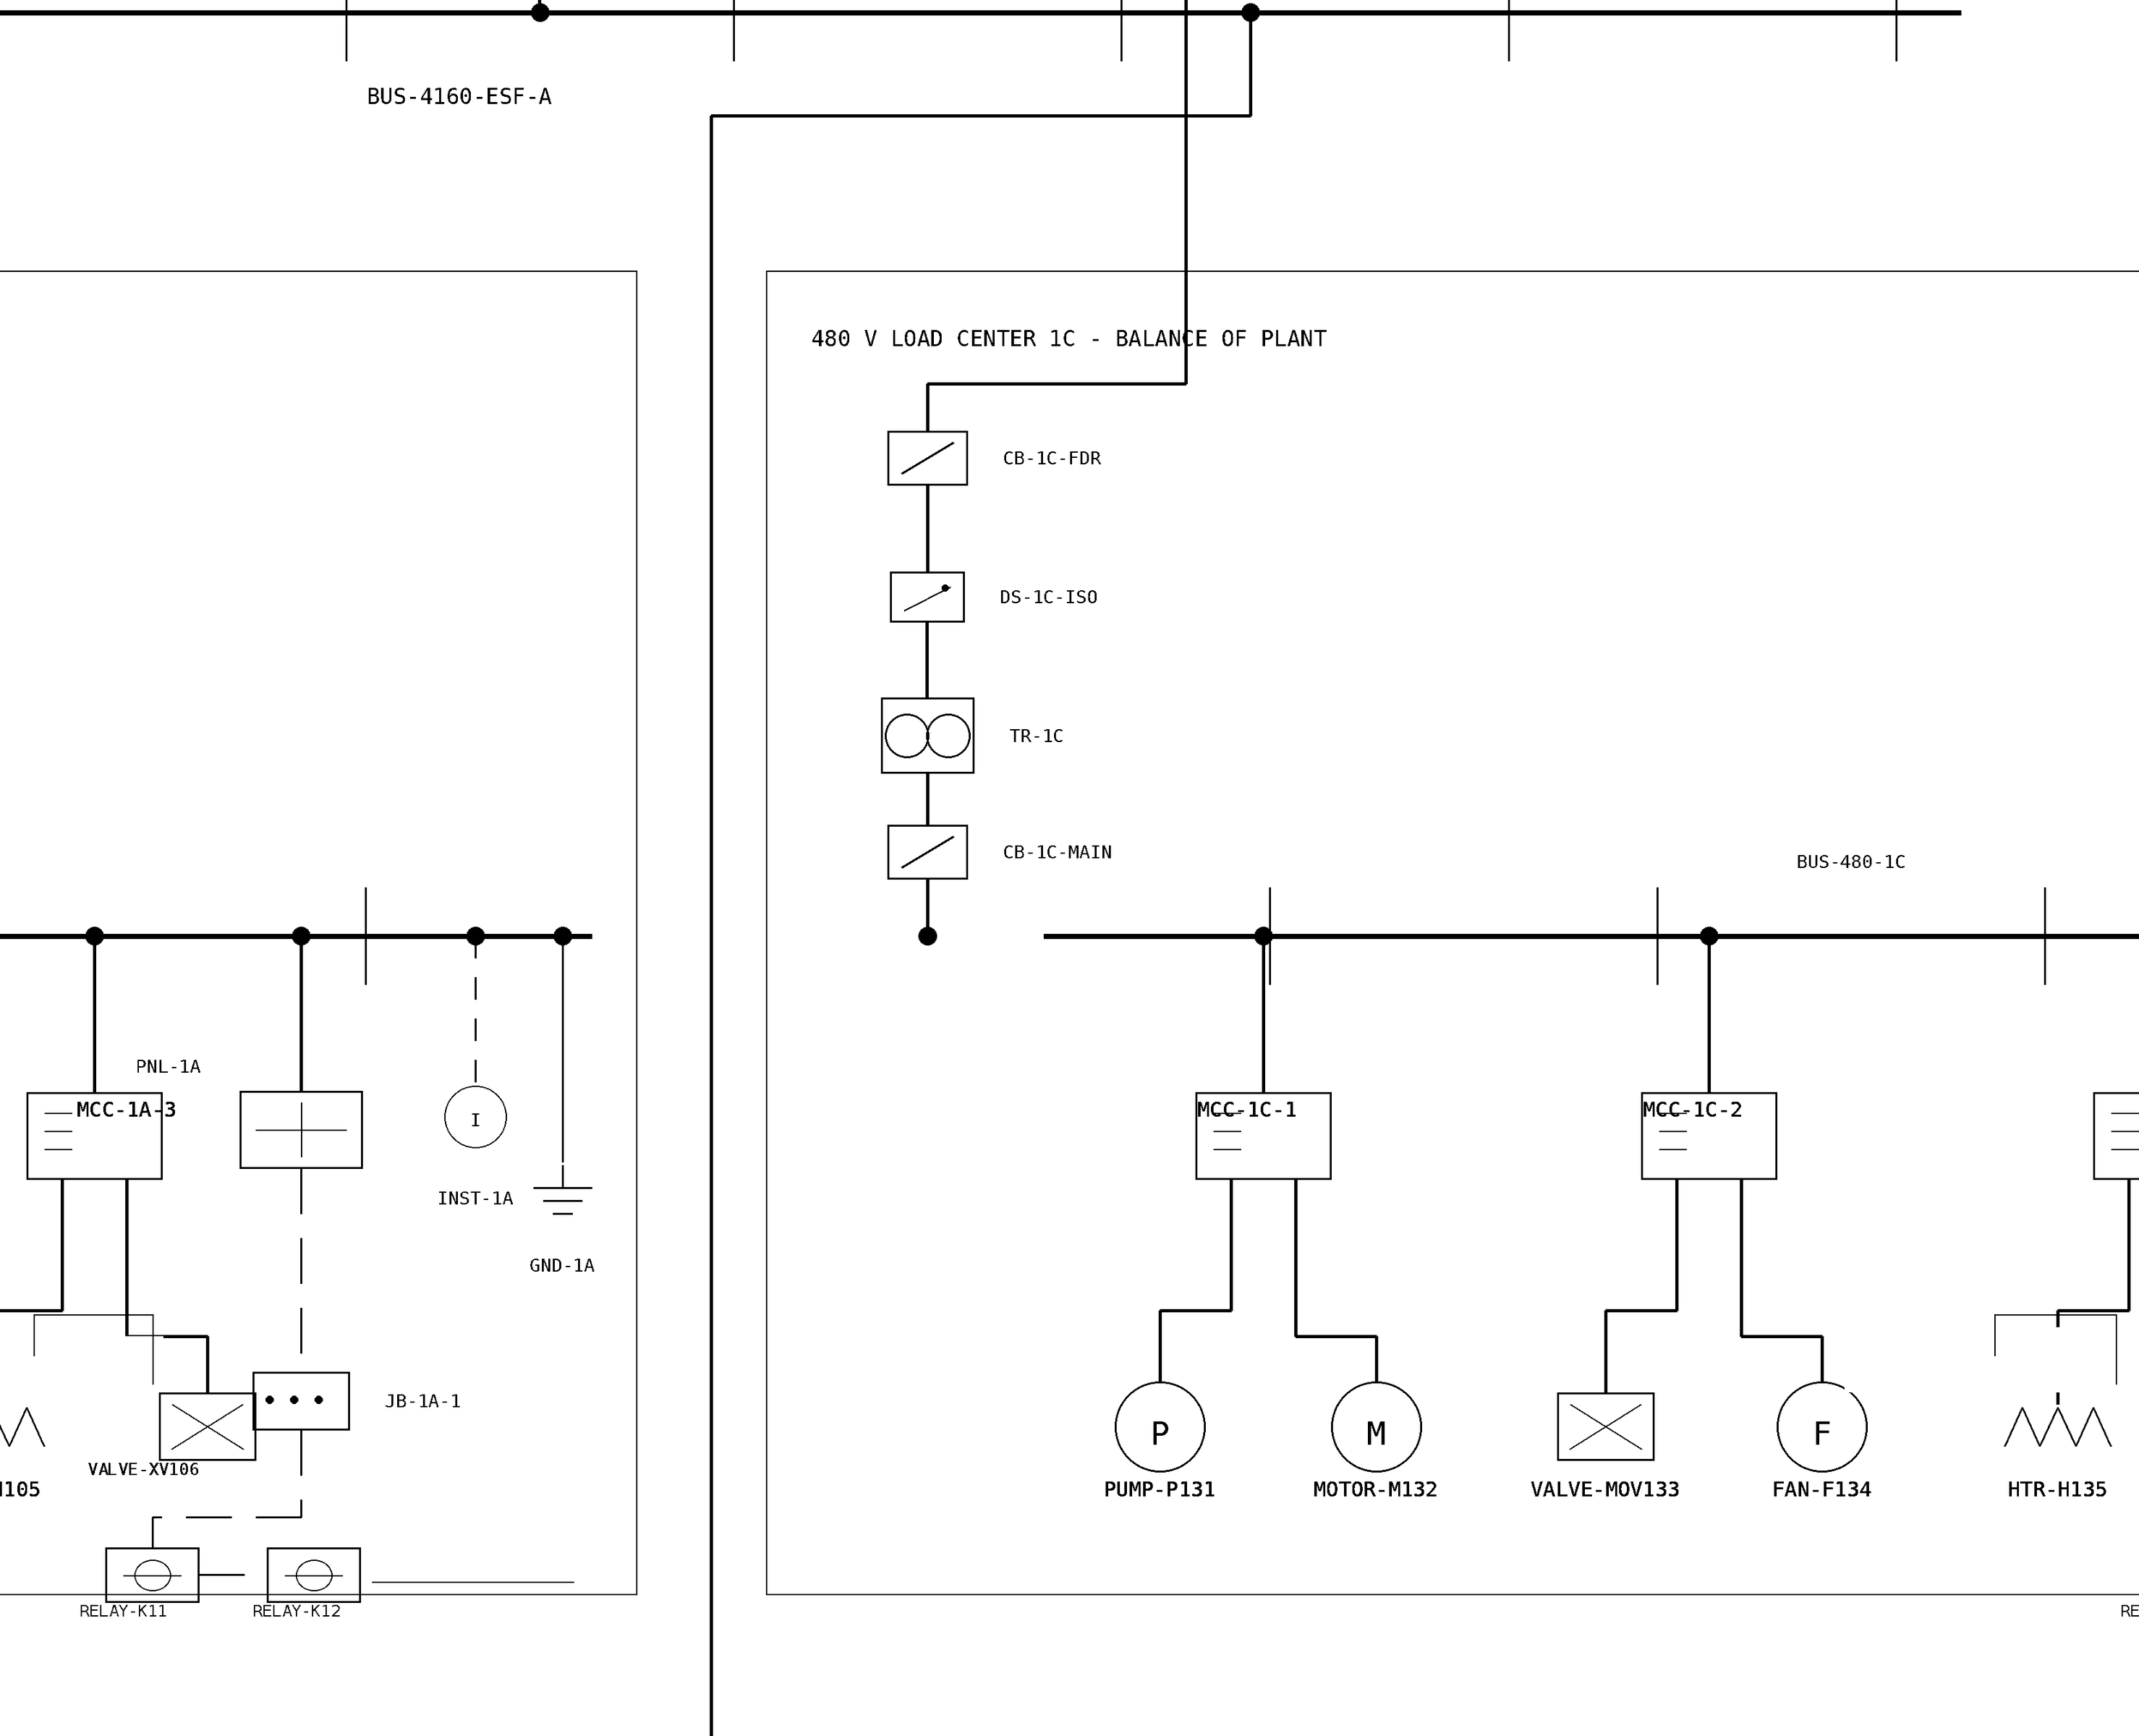 BUS-4160-ESF-A
480 V LOAD CENTER 1C - BALANCE OF PLANT
CB-1C-FDR
DS-1C-ISO
TR-1C
CB-1C-MAIN
BUS-480-1C
PNL-1A
MCC-1A-3
MCC-1C-1
MCC-1C-2
I
INST-1A
GND-1A
JB-1A-1
P
M
F
VALVE-XV106
105
PUMP-P131
MOTOR-M132
VALVE-MOV133
FAN-F134
HTR-H135
RELAY-K11
RELAY-K12
RE